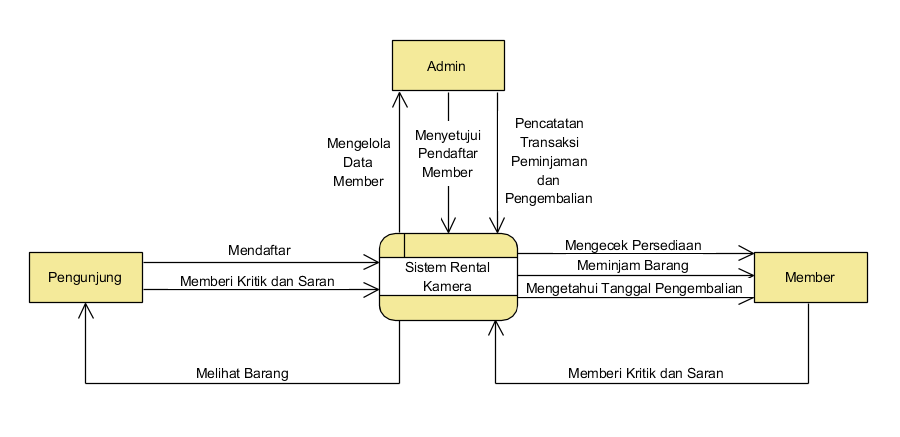 Admin
Mengelola
Data
Member
Menyetujui
Pendaftar
Member
Pencatatan
Transaksi
Peminjaman
dan
Pengembalian
Pengunjung
Mendaftar
Memberi Kritik dan Saran
Sistem Rental
Kamera
Mengecek Persediaan
Meminjam Barang
Mengetahui Tanggal Pengembalian
Member
Melihat Barang
Memberi Kritik dan Saran